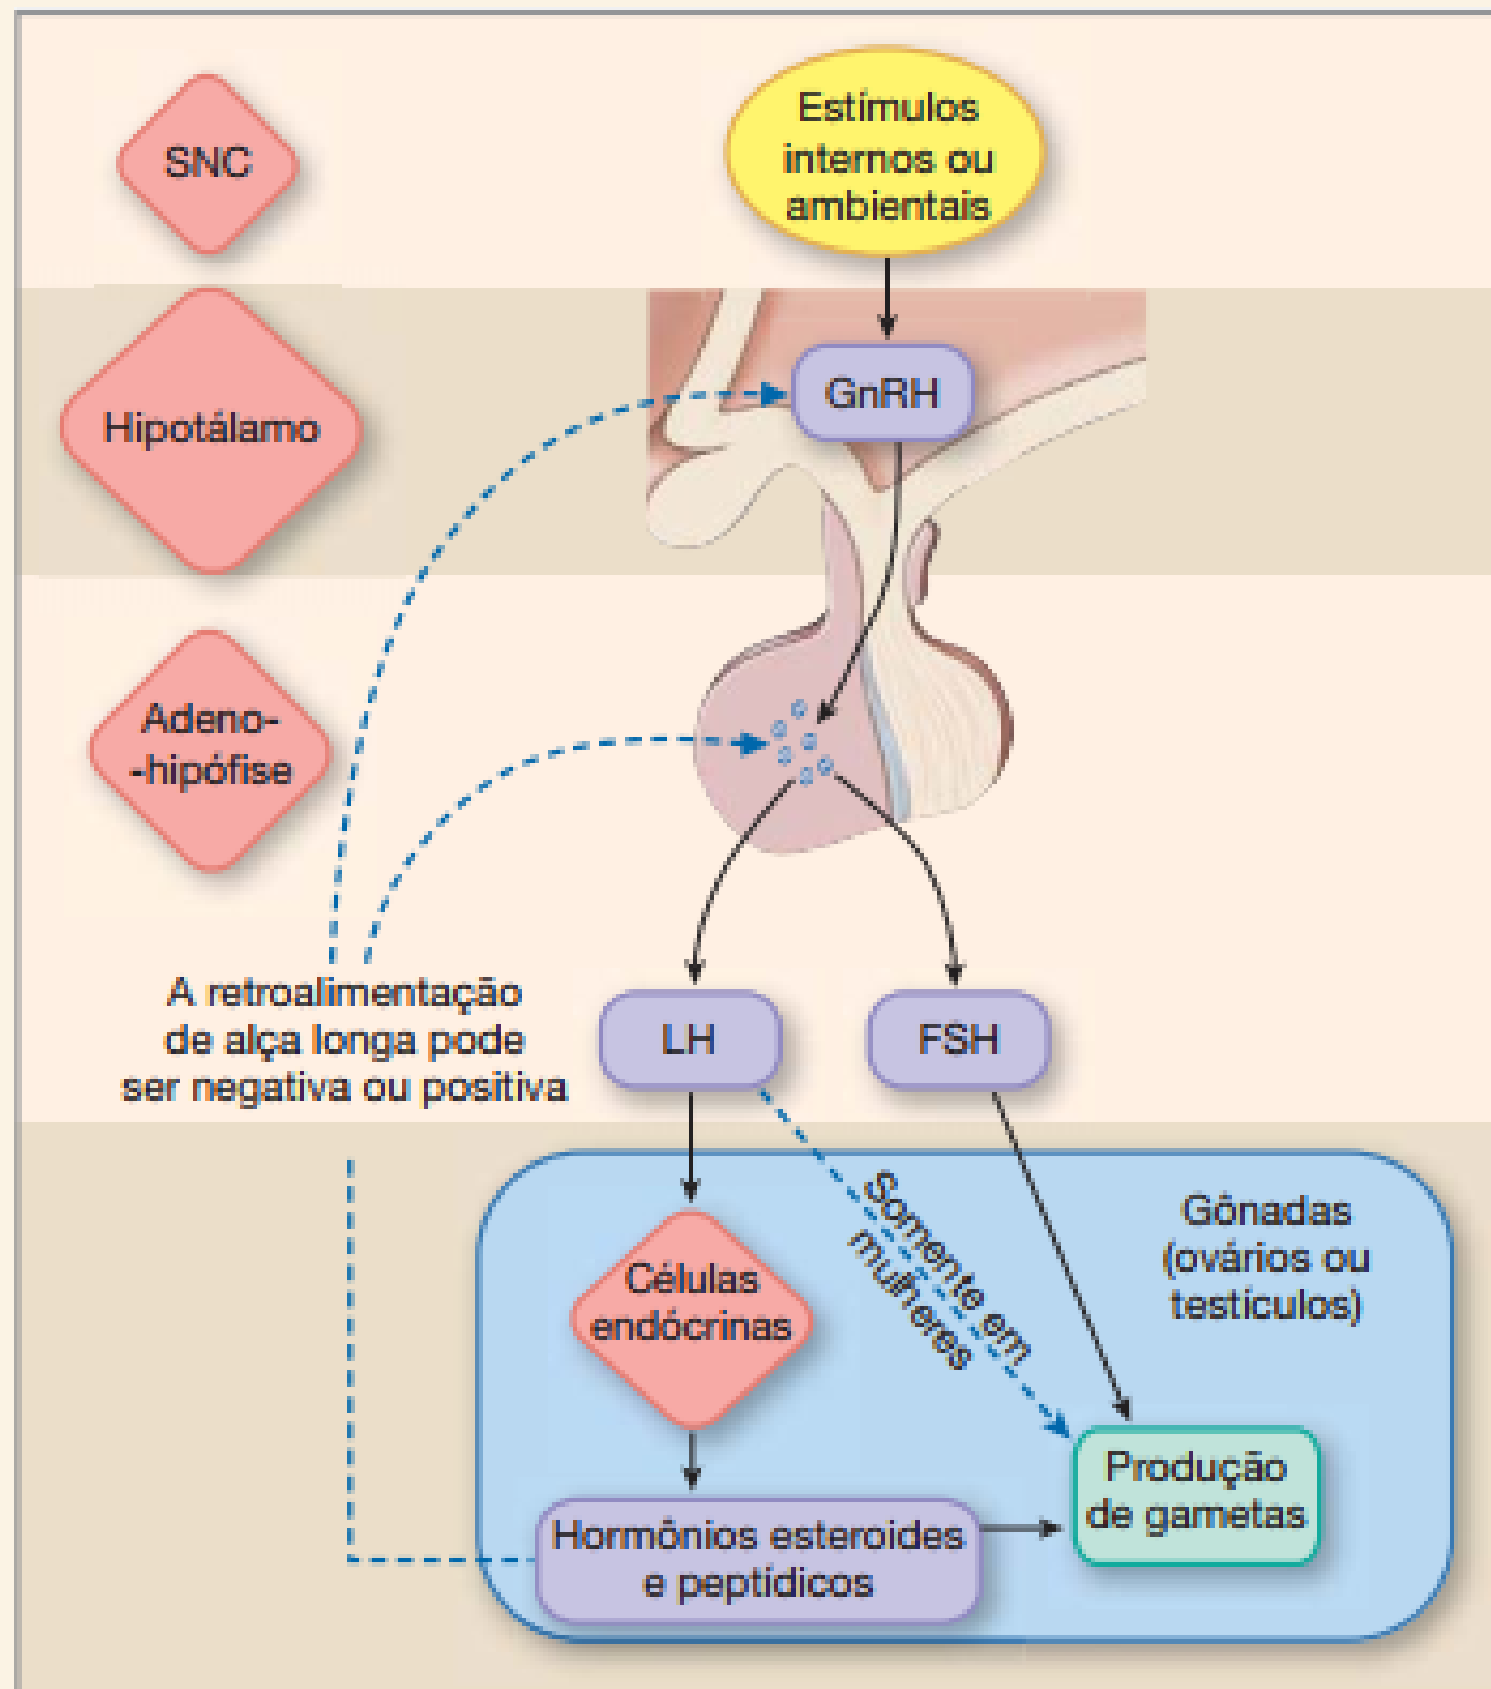 SNC
Estímulos
internos ou
ambientais
Hipotálamo
GnRH
Adeno-
-hipófise
A retroalimentação
de alça longa pode
ser negativa ou positiva
LH
FSH
Somente em
mulheres
Gônadas
(ovários ou
testículos)
Células
endócrinas
Produção
de gametas
Hormônios esteroides
e peptídicos